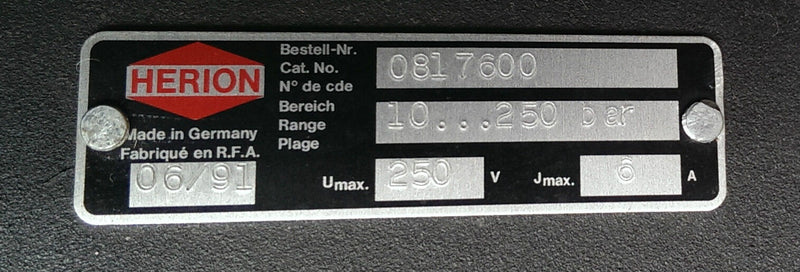 HERION
Made in Germany
Fabriqué en R.F.A.
06/91
Bestell-Nr.
Cat. No.
N° de cde
0817600
Bereich
Range
Plage
10...250 bar
Umax. 250 V
Jmax. 6 A